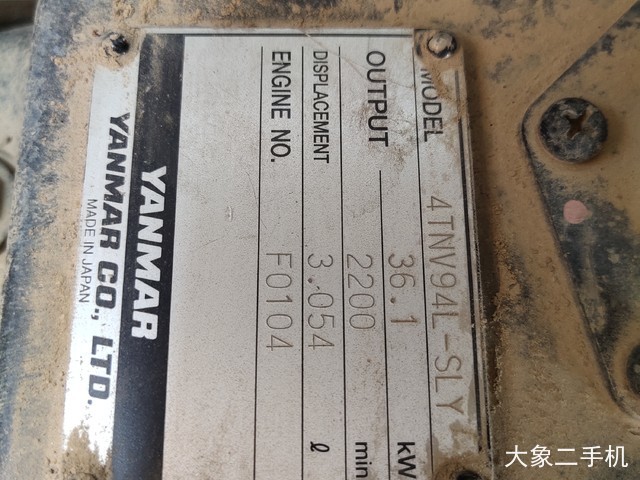 MODEL 4TNV94L-SLY
OUTPUT 36.1 kW
2200 min
DISPLACEMENT 3.054 ℓ
ENGINE NO. F0104
YANMAR
YANMAR CO., LTD.
MADE IN JAPAN
大象二手机